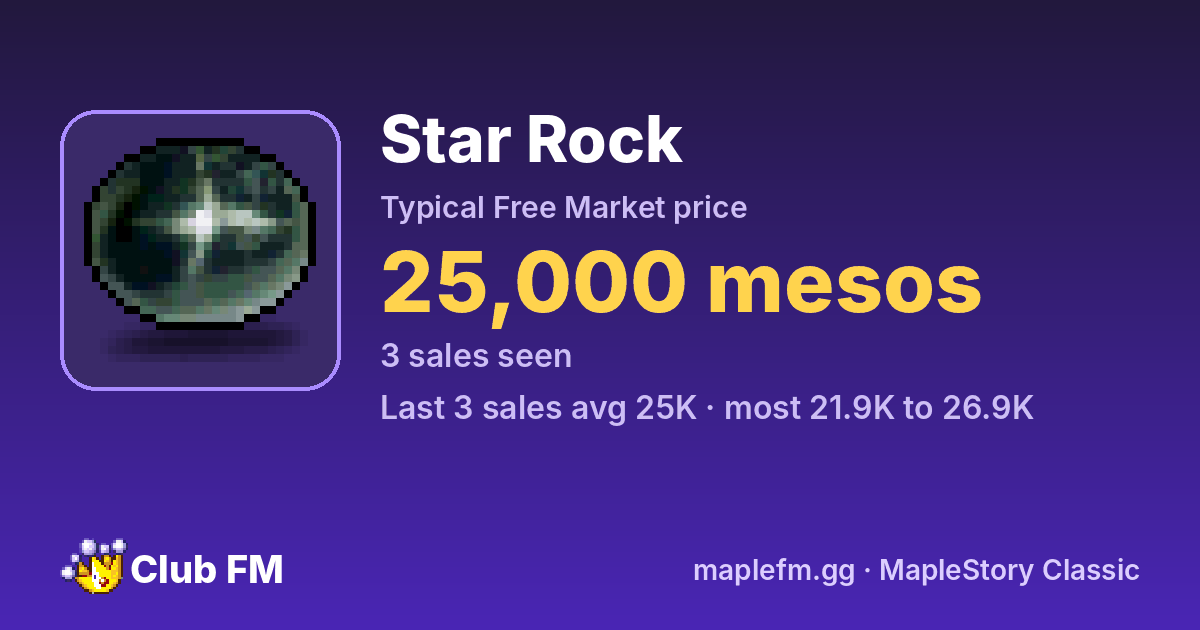 Star Rock
Typical Free Market price
25,000 mesos
3 sales seen
Last 3 sales avg 25K · most 21.9K to 26.9K
Club FM
maplefm.gg · MapleStory Classic